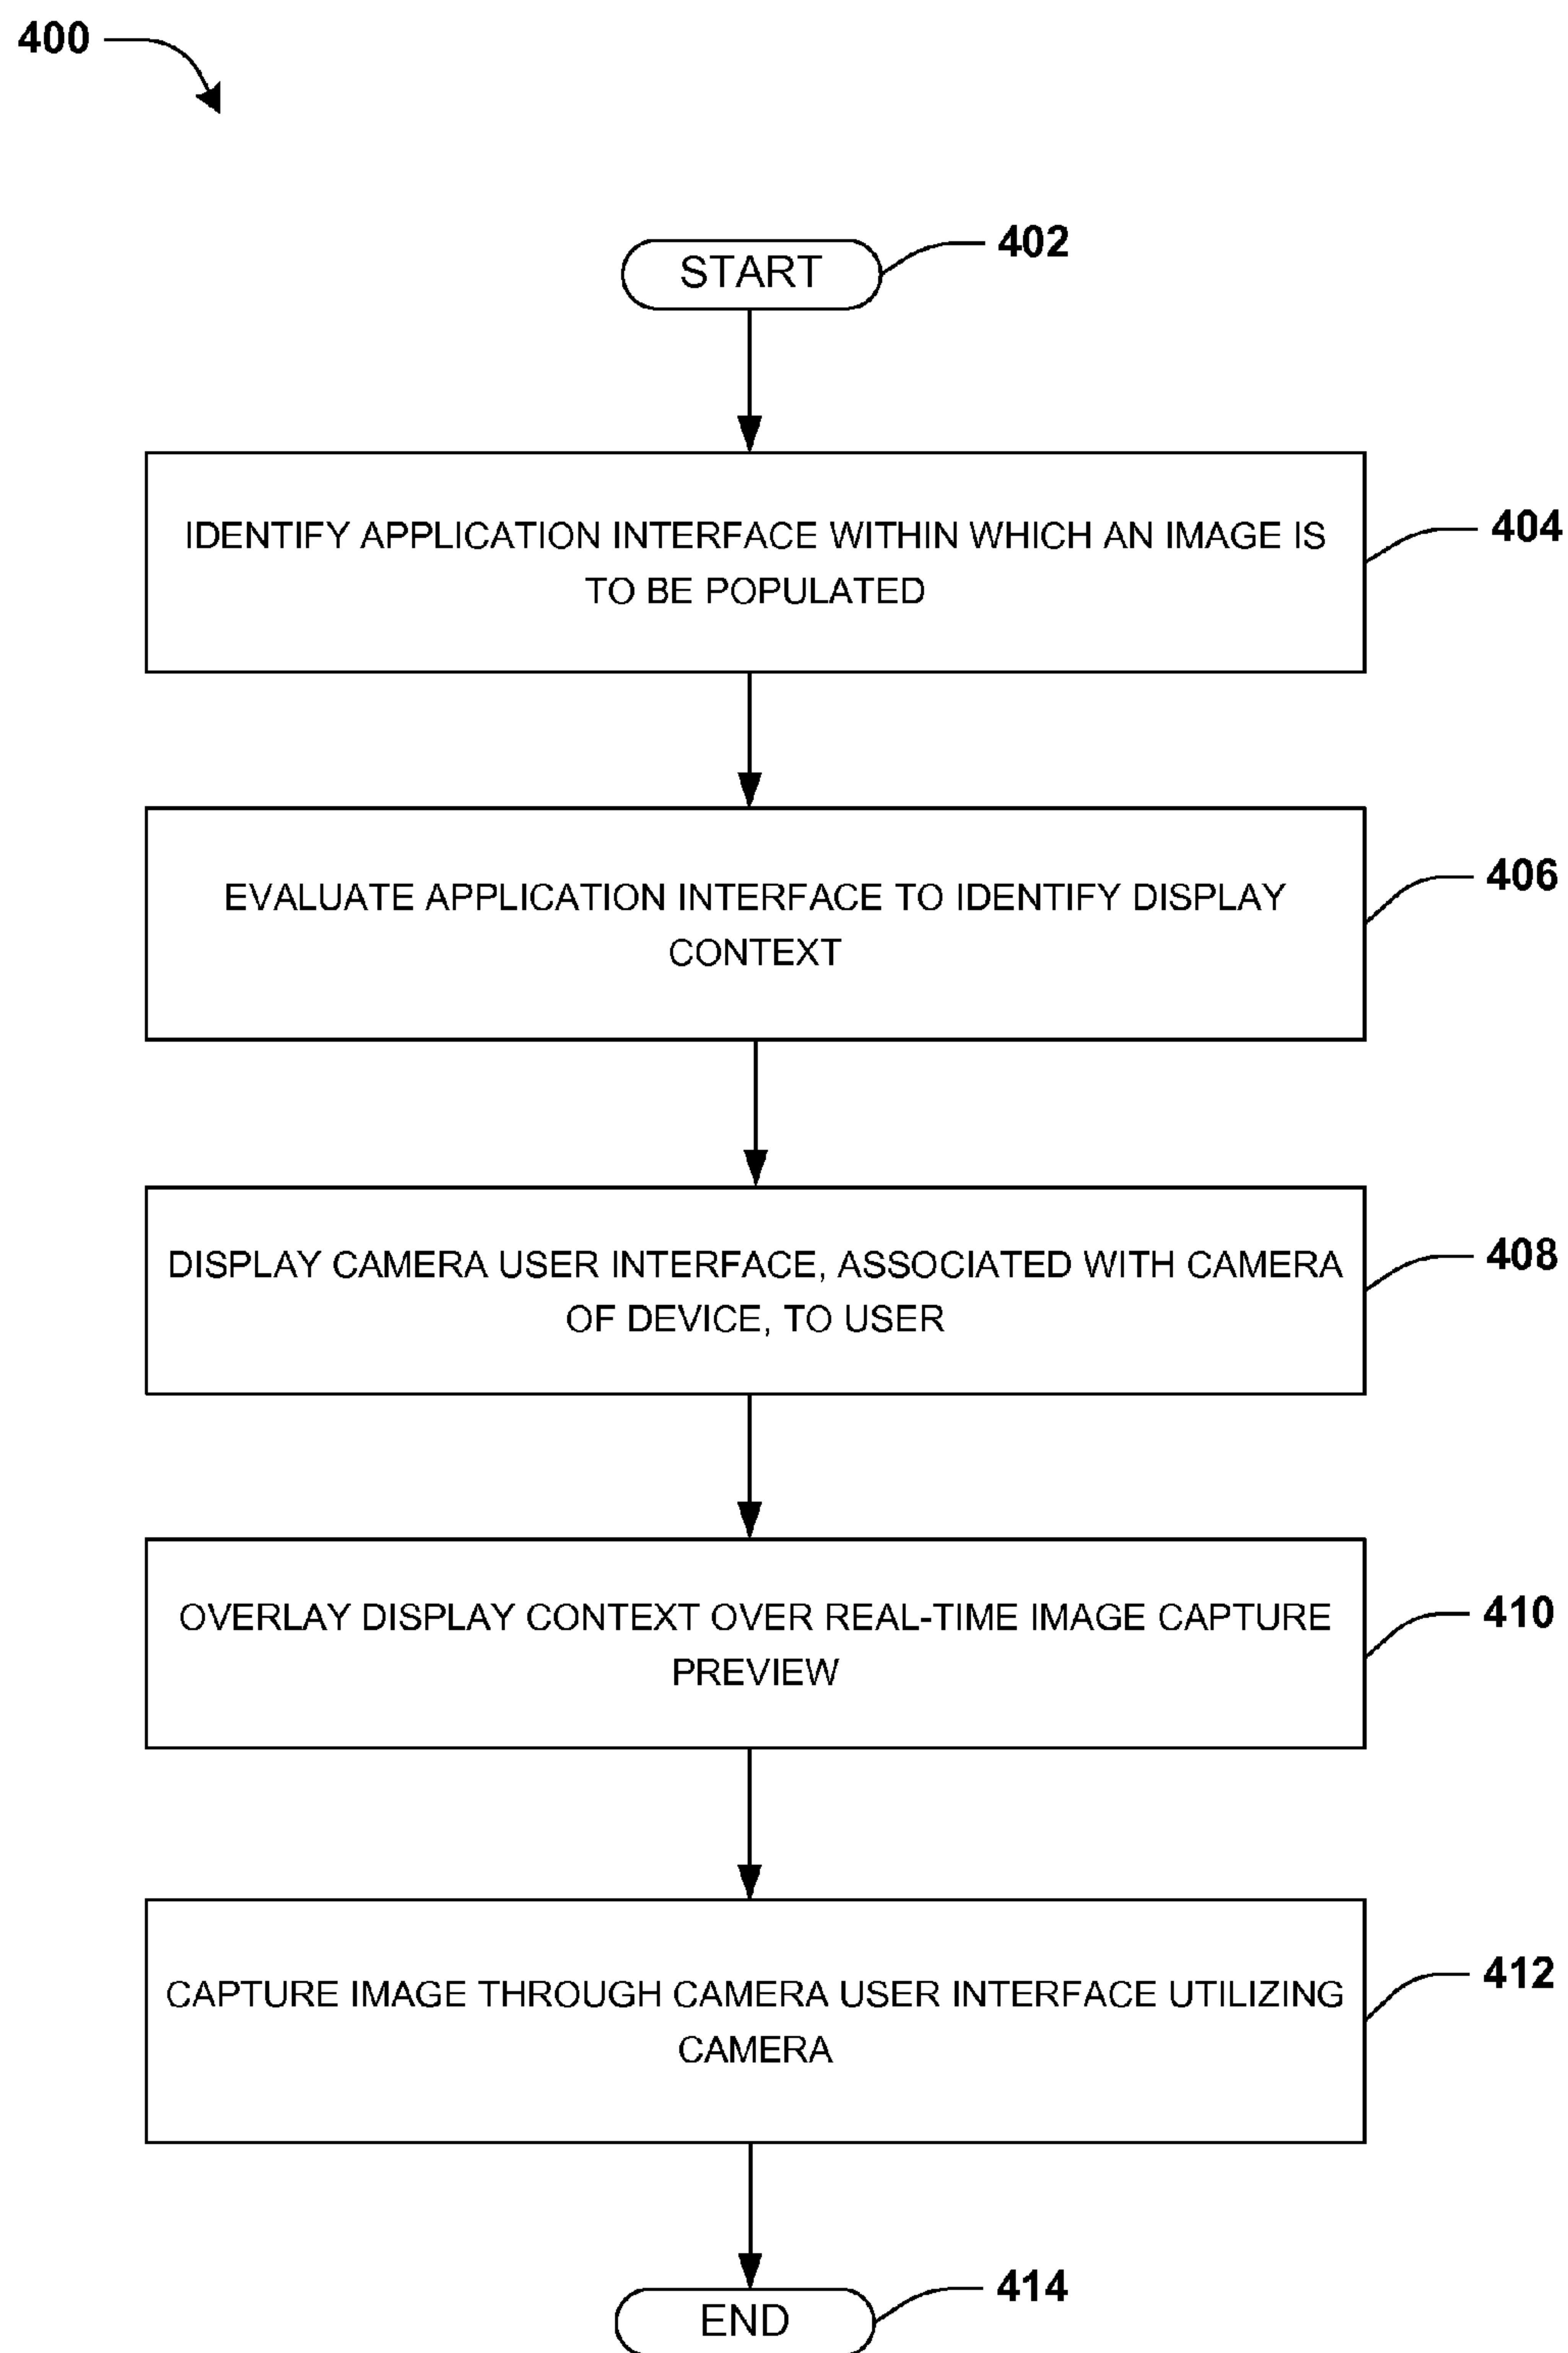 400
START
402
IDENTIFY APPLICATION INTERFACE WITHIN WHICH AN IMAGE IS
TO BE POPULATED
404
EVALUATE APPLICATION INTERFACE TO IDENTIFY DISPLAY
CONTEXT
406
DISPLAY CAMERA USER INTERFACE, ASSOCIATED WITH CAMERA
OF DEVICE, TO USER
408
OVERLAY DISPLAY CONTEXT OVER REAL-TIME IMAGE CAPTURE
PREVIEW
410
CAPTURE IMAGE THROUGH CAMERA USER INTERFACE UTILIZING
CAMERA
412
END
414